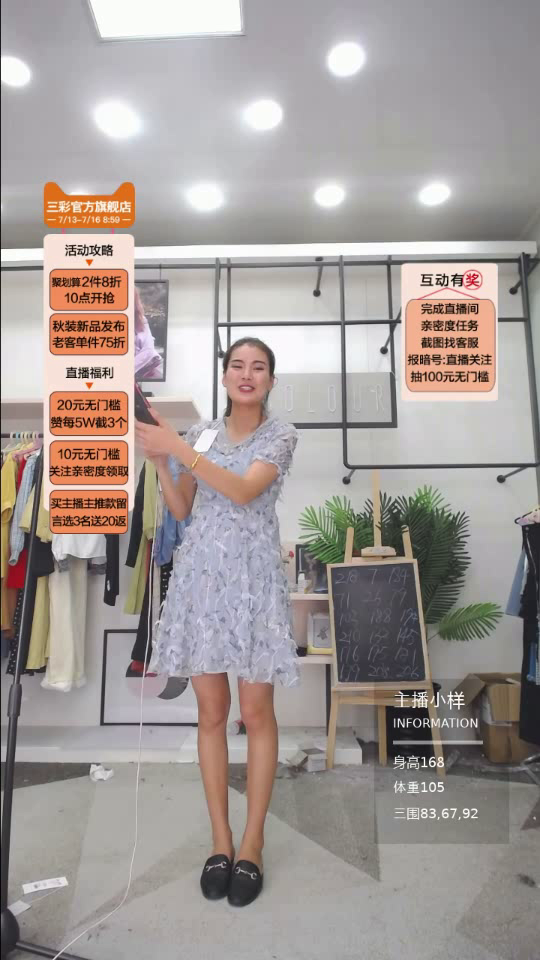 三彩官方旗舰店
7/13-7/16 8:59
活动攻略
聚划算2件8折
10点开抢
秋装新品发布
老客单件75折
直播福利
20元无门槛
赞每5W截3个
10元无门槛
关注亲密度领取
买主播主推款留
言选3名送20返
互动有奖
完成直播间
亲密度任务
截图找客服
报暗号:直播关注
抽100元无门槛
OLOUR
主播小样
INFORMATION
身高168
体重105
三围83,67,92